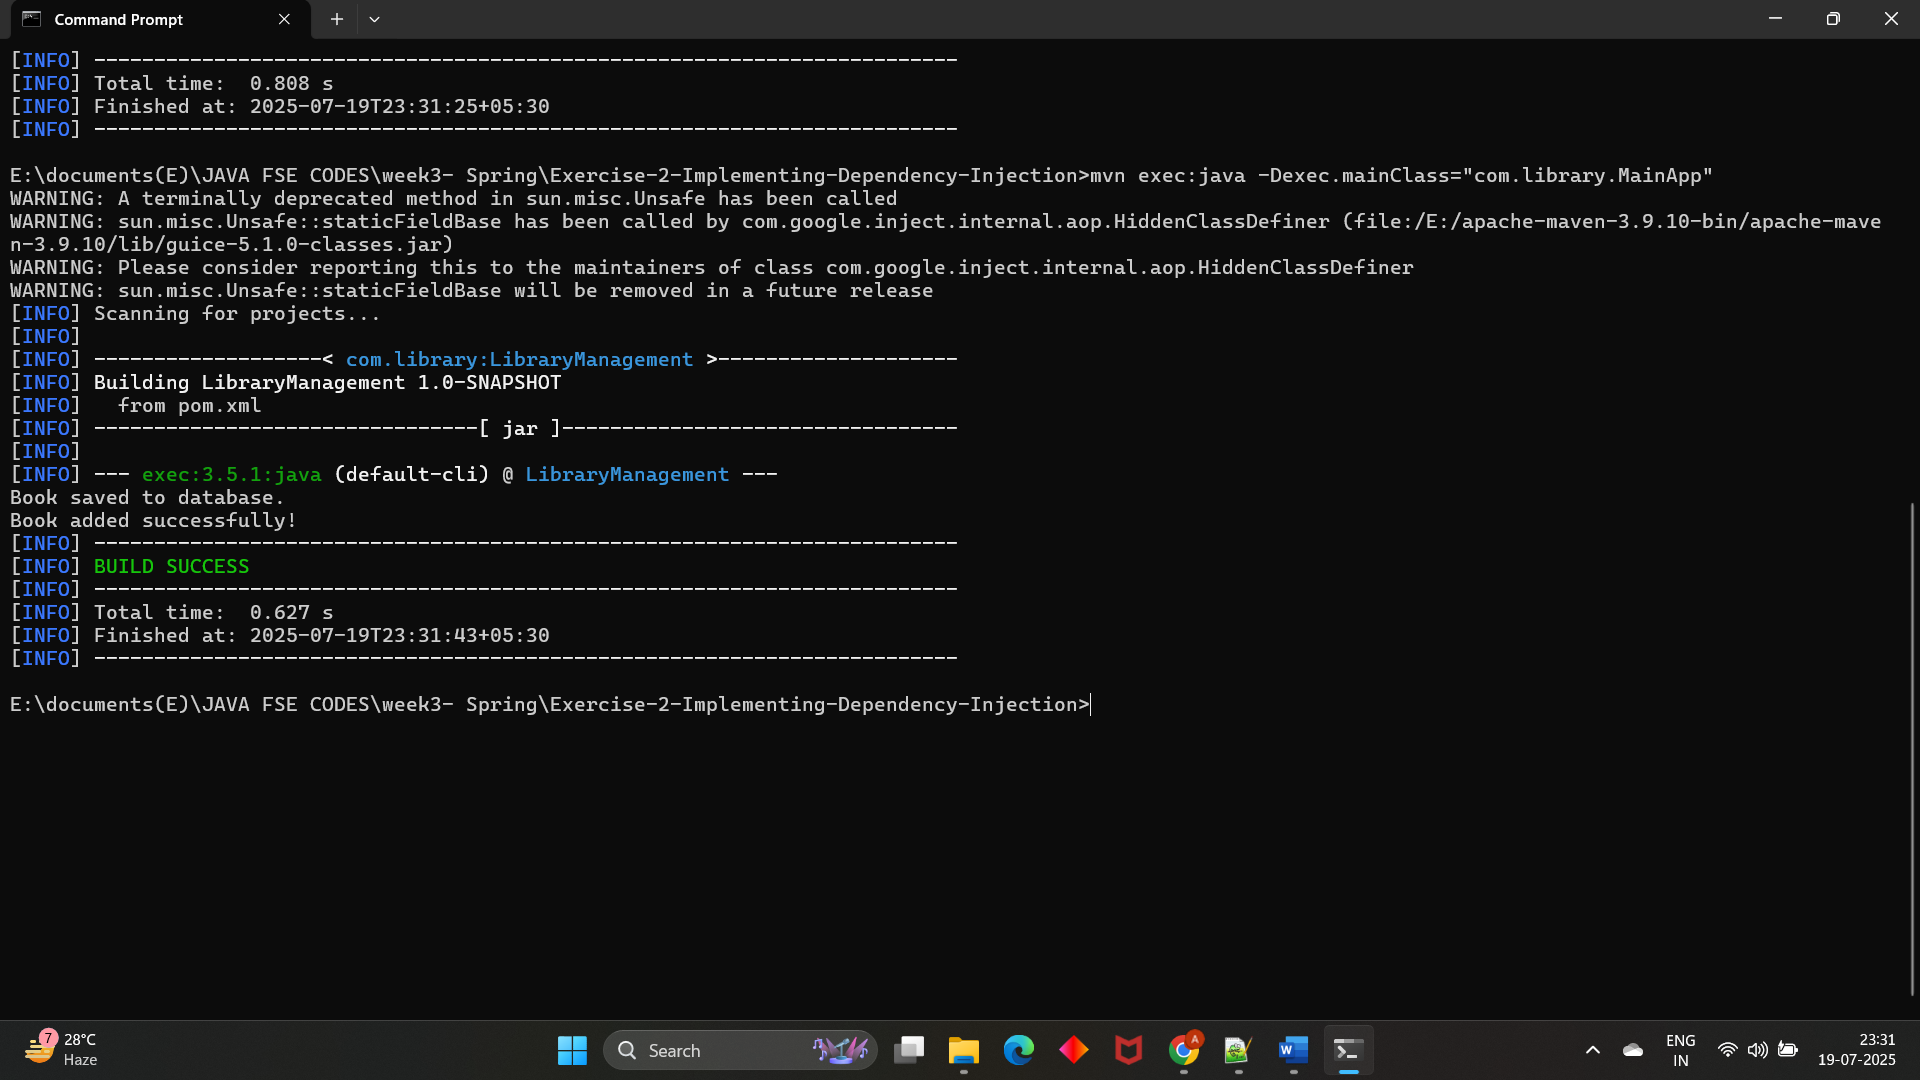 Command Prompt
[INFO] ------------------------------------------------------------------------
[INFO] Total time:  0.808 s
[INFO] Finished at: 2025-07-19T23:31:25+05:30
[INFO] ------------------------------------------------------------------------
E:\documents(E)\JAVA FSE CODES\week3- Spring\Exercise-2-Implementing-Dependency-Injection>mvn exec:java -Dexec.mainClass="com.library.MainApp"
WARNING: A terminally deprecated method in sun.misc.Unsafe has been called
WARNING: sun.misc.Unsafe::staticFieldBase has been called by com.google.inject.internal.aop.HiddenClassDefiner (file:/E:/apache-maven-3.9.10-bin/apache-mave
n-3.9.10/lib/guice-5.1.0-classes.jar)
WARNING: Please consider reporting this to the maintainers of class com.google.inject.internal.aop.HiddenClassDefiner
WARNING: sun.misc.Unsafe::staticFieldBase will be removed in a future release
[INFO] Scanning for projects...
[INFO]
[INFO] -------------------< com.library:LibraryManagement >--------------------
[INFO] Building LibraryManagement 1.0-SNAPSHOT
[INFO]   from pom.xml
[INFO] --------------------------------[ jar ]---------------------------------
[INFO]
[INFO] --- exec:3.5.1:java (default-cli) @ LibraryManagement ---
Book saved to database.
Book added successfully!
[INFO] ------------------------------------------------------------------------
[INFO] BUILD SUCCESS
[INFO] ------------------------------------------------------------------------
[INFO] Total time:  0.627 s
[INFO] Finished at: 2025-07-19T23:31:43+05:30
[INFO] ------------------------------------------------------------------------
E:\documents(E)\JAVA FSE CODES\week3- Spring\Exercise-2-Implementing-Dependency-Injection>
7
28°C
Haze
Search
A
W
ENG
IN
23:31
19-07-2025